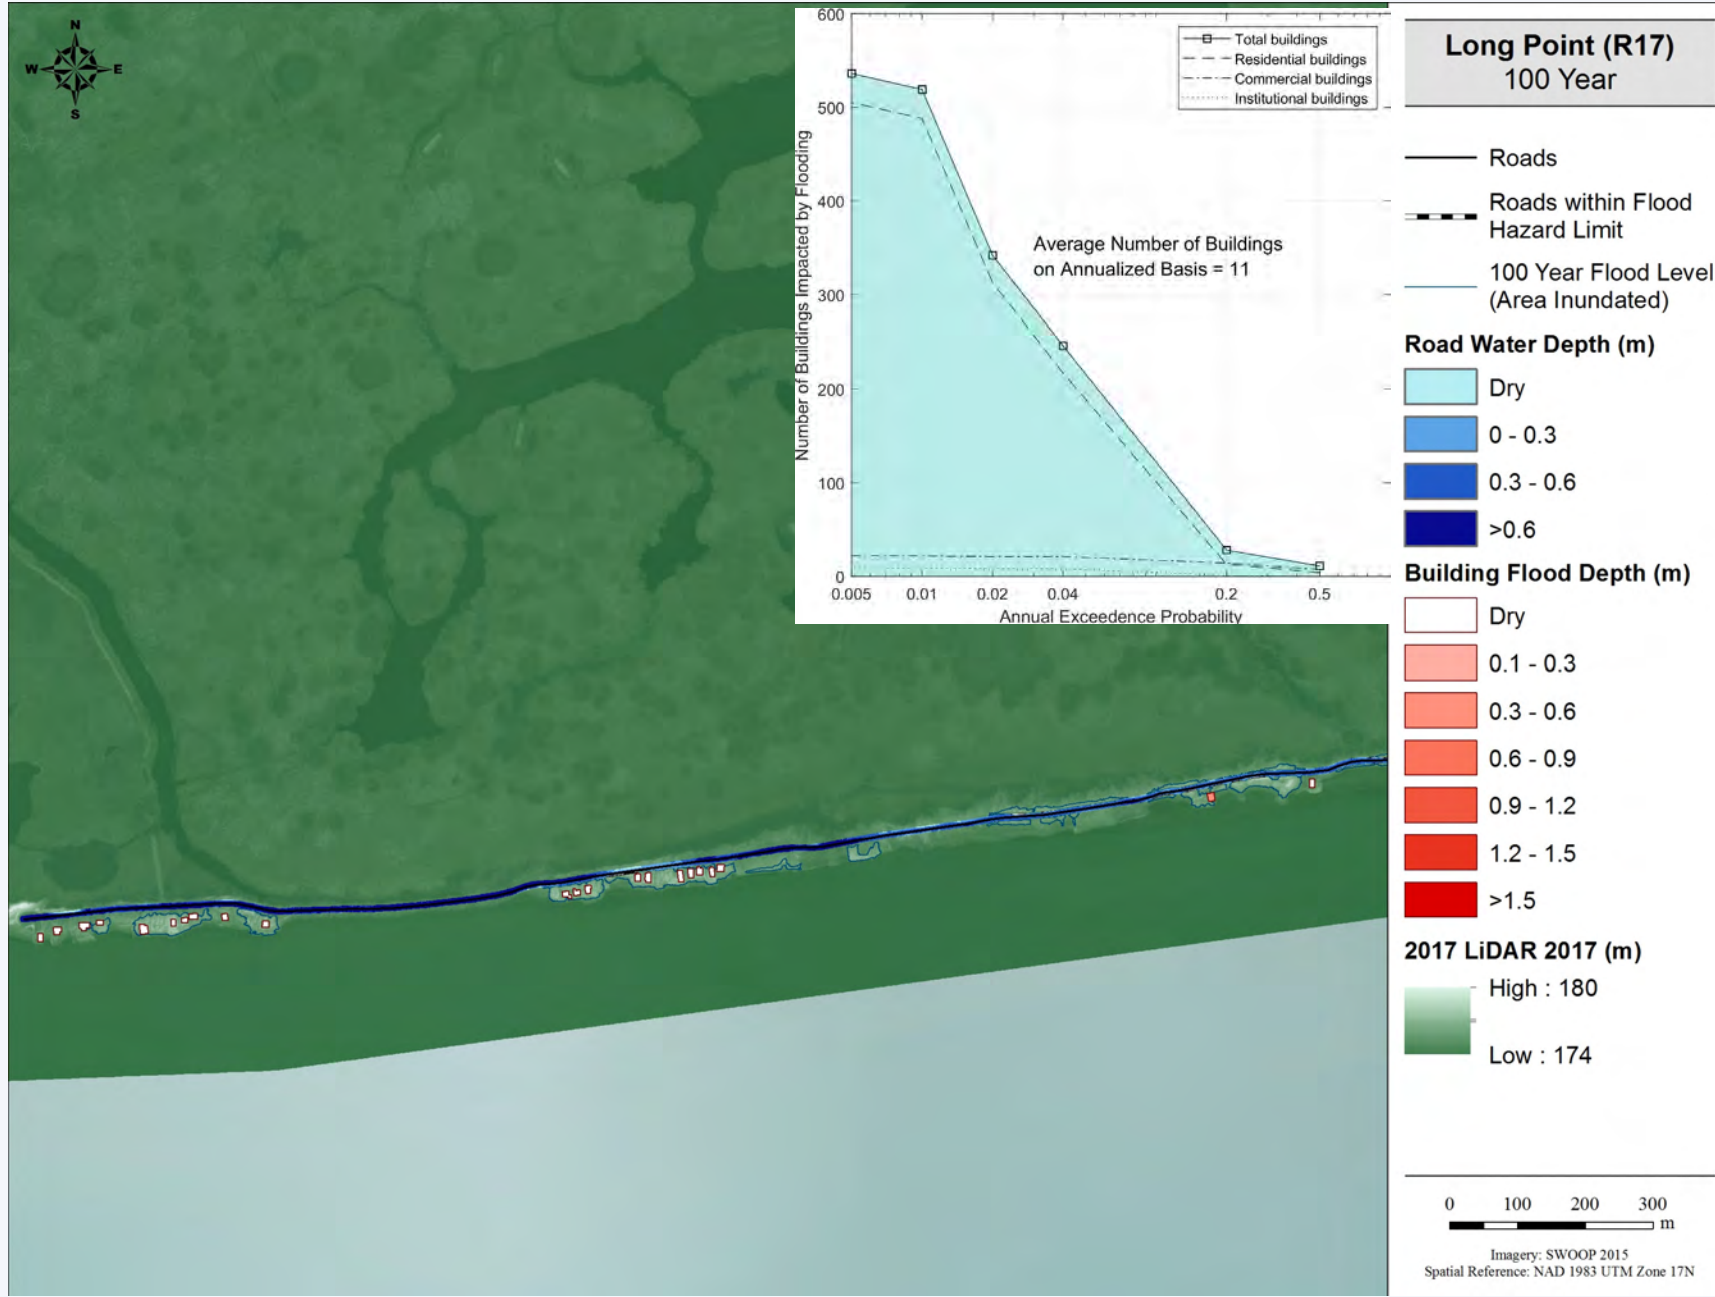 N
W E
S
600
500
400
300
200
100
0
Number of Buildings Impacted by Flooding
Total buildings
Residential buildings
Commercial buildings
Institutional buildings
Average Number of Buildings
on Annualized Basis = 11
0.005 0.01 0.02 0.04 0.2 0.5
Annual Exceedence Probability
Long Point (R17)
100 Year
Roads
Roads within Flood
Hazard Limit
100 Year Flood Level
(Area Inundated)
Road Water Depth (m)
Dry
0 - 0.3
0.3 - 0.6
>0.6
Building Flood Depth (m)
Dry
0.1 - 0.3
0.3 - 0.6
0.6 - 0.9
0.9 - 1.2
1.2 - 1.5
>1.5
2017 LiDAR 2017 (m)
High : 180
Low : 174
0 100 200 300
m
Imagery: SWOOP 2015
Spatial Reference: NAD 1983 UTM Zone 17N